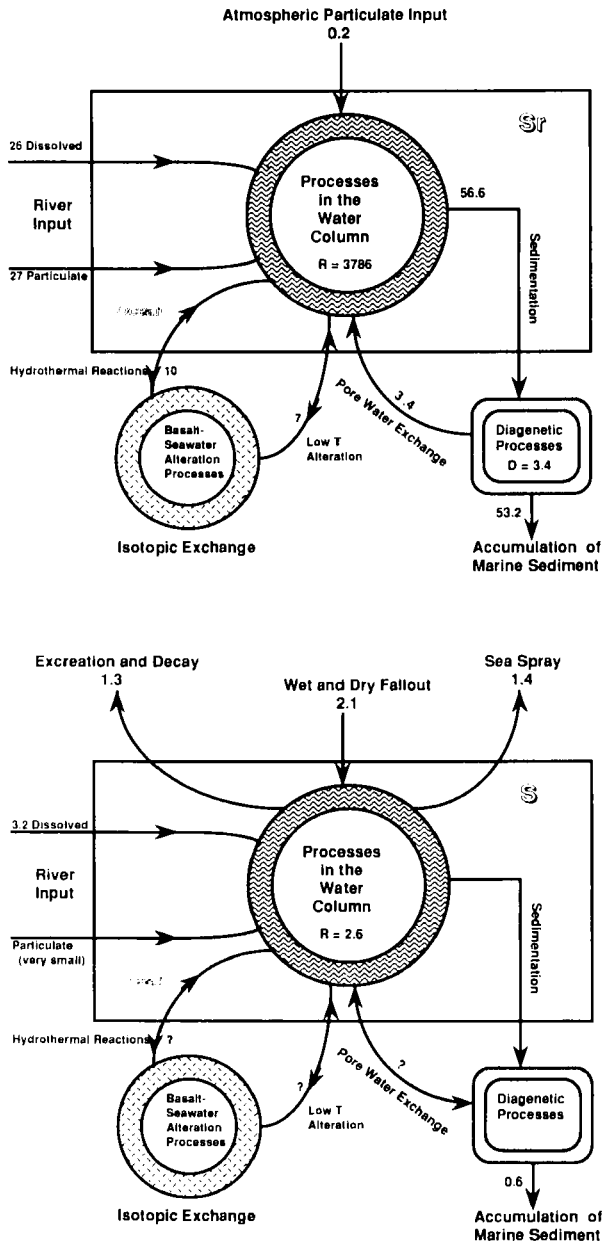 Atmospheric Particulate Input
0.2
Sr
26 Dissolved
River
Input
27 Particulate
Processes
in the
Water
Column
R = 3786
56.6
Sedimentation
Hydrothermal Reactions
10
?
Low T
Alteration
3.4
Pore Water Exchange
Basalt-
Seawater
Alteration
Processes
Isotopic Exchange
Diagenetic
Processes
D = 3.4
53.2
Accumulation of
Marine Sediment
Excreation and Decay
1.3
Wet and Dry Fallout
2.1
Sea Spray
1.4
S
3.2 Dissolved
River
Input
Particulate
(very small)
Processes
in the
Water
Column
R = 2.6
Sedimentation
Hydrothermal Reactions
?
?
Low T
Alteration
?
Pore Water Exchange
Basalt-
Seawater
Alteration
Processes
Isotopic Exchange
Diagenetic
Processes
0.6
Accumulation of
Marine Sediment